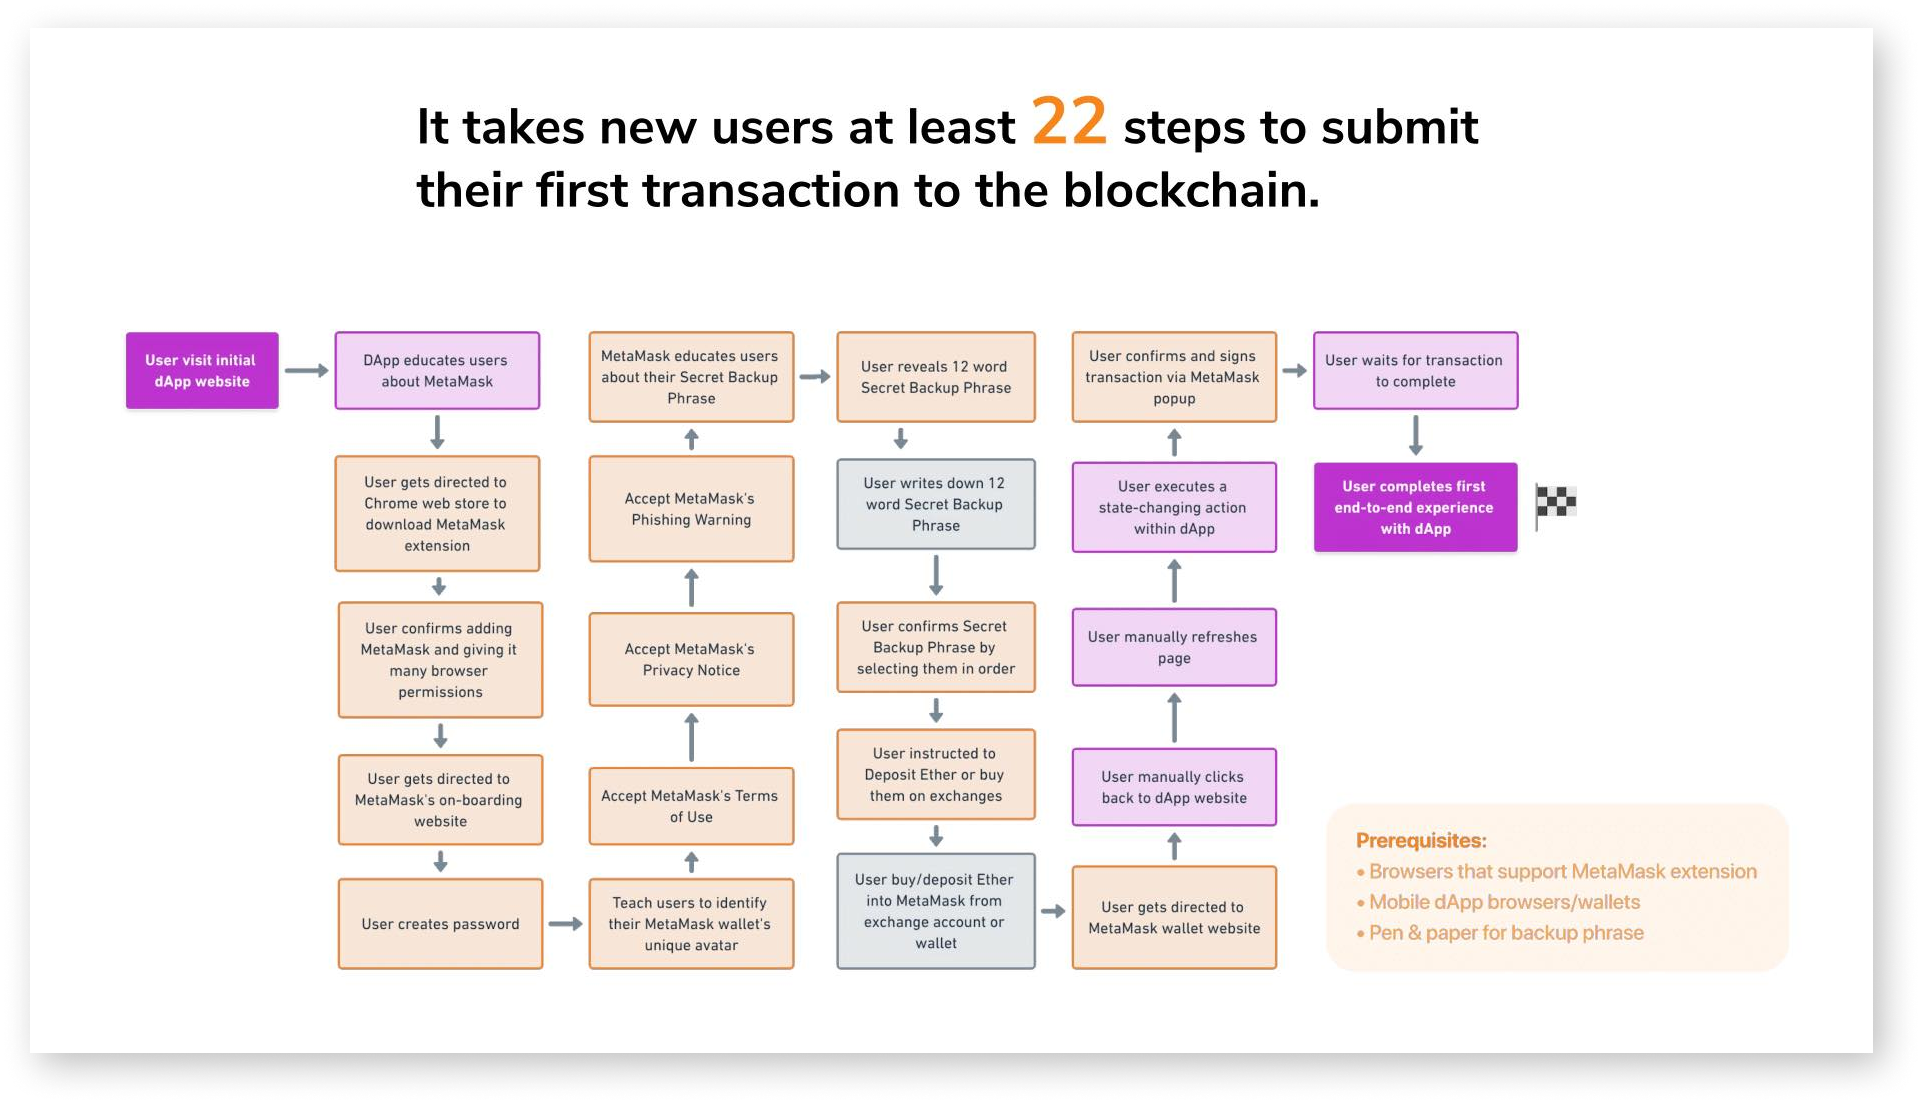 It takes new users at least 22 steps to submit
their first transaction to the blockchain.
User visit initial
dApp website
DApp educates users
about MetaMask
User gets directed to
Chrome web store to
download MetaMask
extension
User confirms adding
MetaMask and giving it
many browser
permissions
User gets directed to
MetaMask's on-boarding
website
User creates password
Teach users to identify
their MetaMask wallet's
unique avatar
Accept MetaMask's Terms
of Use
Accept MetaMask's
Privacy Notice
Accept MetaMask's
Phishing Warning
MetaMask educates users
about their Secret Backup
Phrase
User reveals 12 word
Secret Backup Phrase
User writes down 12
word Secret Backup
Phrase
User confirms Secret
Backup Phrase by
selecting them in order
User instructed to
Deposit Ether or buy
them on exchanges
User buy/deposit Ether
into MetaMask from
exchange account or
wallet
User gets directed to
MetaMask wallet website
User manually clicks
back to dApp website
User manually refreshes
page
User executes a
state-changing action
within dApp
User confirms and signs
transaction via MetaMask
popup
User waits for transaction
to complete
User completes first
end-to-end experience
with dApp
Prerequisites:
• Browsers that support MetaMask extension
• Mobile dApp browsers/wallets
• Pen & paper for backup phrase